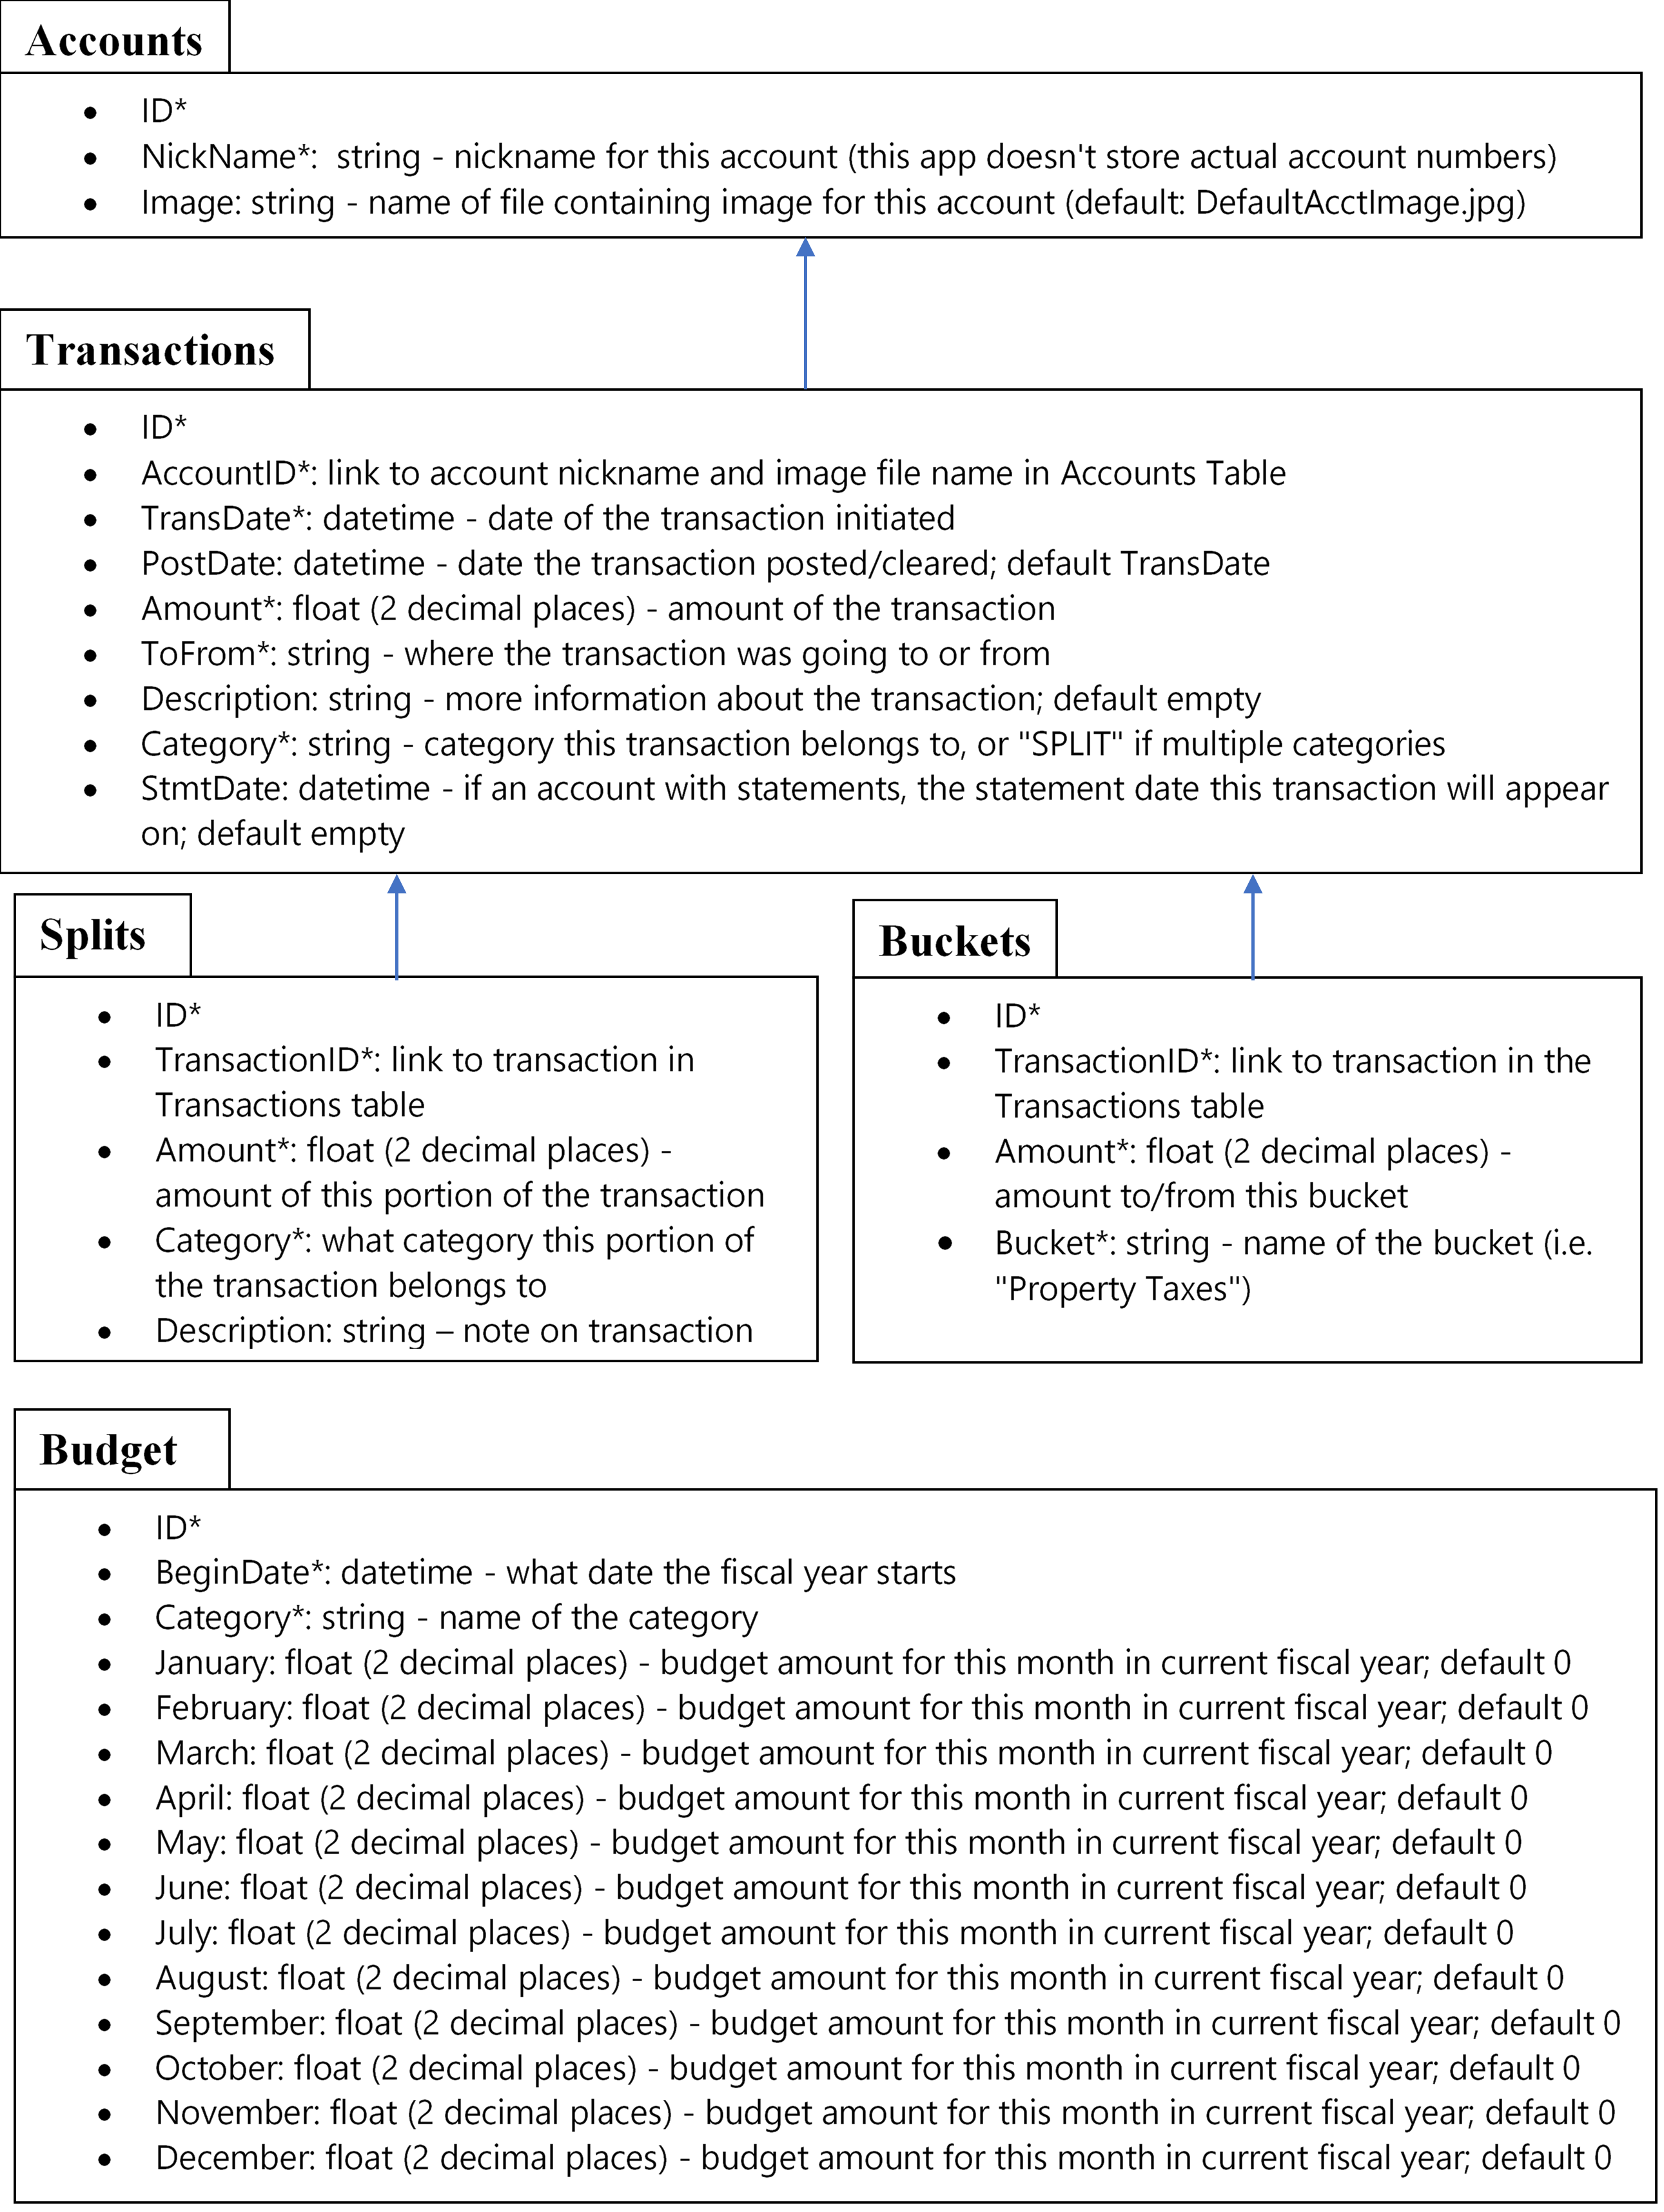 Accounts
• ID*
• NickName*:  string - nickname for this account (this app doesn't store actual account numbers)
• Image: string - name of file containing image for this account (default: DefaultAcctImage.jpg)
Transactions
• ID*
• AccountID*: link to account nickname and image file name in Accounts Table
• TransDate*: datetime - date of the transaction initiated
• PostDate: datetime - date the transaction posted/cleared; default TransDate
• Amount*: float (2 decimal places) - amount of the transaction
• ToFrom*: string - where the transaction was going to or from
• Description: string - more information about the transaction; default empty
• Category*: string - category this transaction belongs to, or "SPLIT" if multiple categories
• StmtDate: datetime - if an account with statements, the statement date this transaction will appear
on; default empty
Splits
• ID*
• TransactionID*: link to transaction in
Transactions table
• Amount*: float (2 decimal places) -
amount of this portion of the transaction
• Category*: what category this portion of
the transaction belongs to
• Description: string – note on transaction
Buckets
• ID*
• TransactionID*: link to transaction in the
Transactions table
• Amount*: float (2 decimal places) -
amount to/from this bucket
• Bucket*: string - name of the bucket (i.e.
"Property Taxes")
Budget
• ID*
• BeginDate*: datetime - what date the fiscal year starts
• Category*: string - name of the category
• January: float (2 decimal places) - budget amount for this month in current fiscal year; default 0
• February: float (2 decimal places) - budget amount for this month in current fiscal year; default 0
• March: float (2 decimal places) - budget amount for this month in current fiscal year; default 0
• April: float (2 decimal places) - budget amount for this month in current fiscal year; default 0
• May: float (2 decimal places) - budget amount for this month in current fiscal year; default 0
• June: float (2 decimal places) - budget amount for this month in current fiscal year; default 0
• July: float (2 decimal places) - budget amount for this month in current fiscal year; default 0
• August: float (2 decimal places) - budget amount for this month in current fiscal year; default 0
• September: float (2 decimal places) - budget amount for this month in current fiscal year; default 0
• October: float (2 decimal places) - budget amount for this month in current fiscal year; default 0
• November: float (2 decimal places) - budget amount for this month in current fiscal year; default 0
• December: float (2 decimal places) - budget amount for this month in current fiscal year; default 0